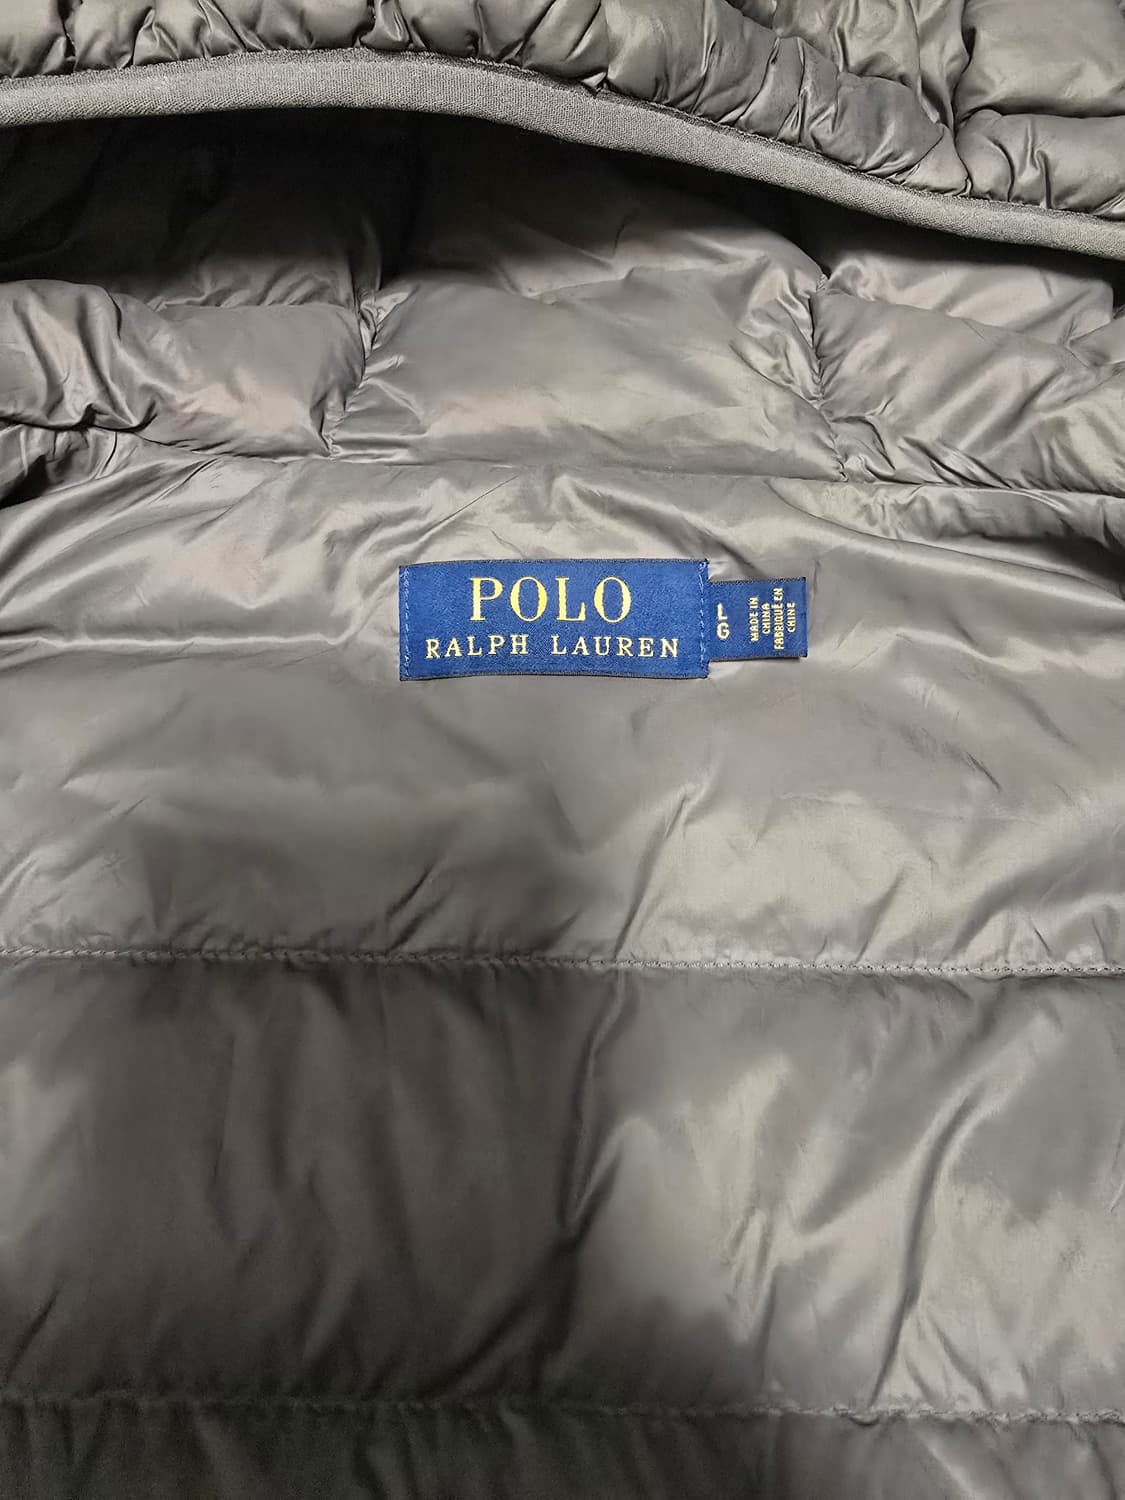 POLO
RALPH LAUREN
LG
MADE IN
CHINA
FABRIQUÉ EN
CHINE